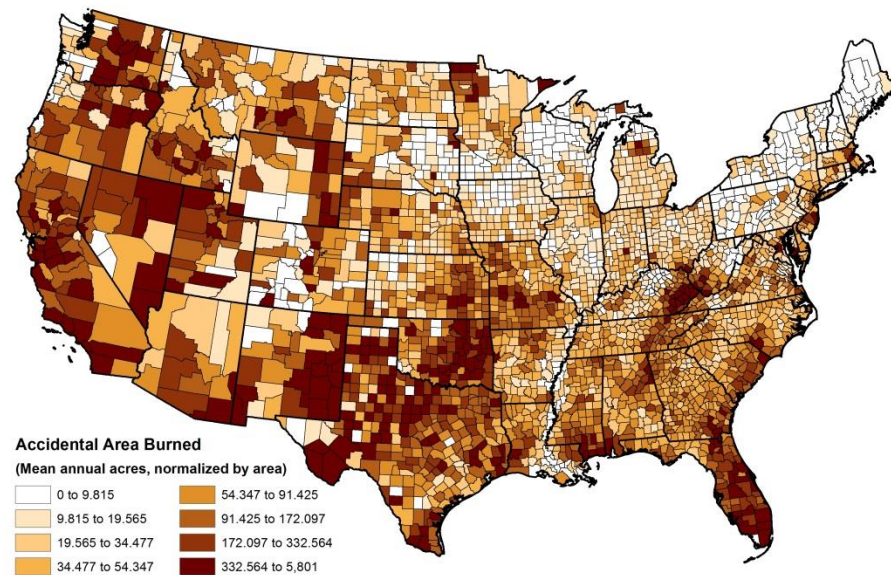 Accidental Area Burned
(Mean annual acres, normalized by area)
0 to 9.815
9.815 to 19.565
19.565 to 34.477
34.477 to 54.347
54.347 to 91.425
91.425 to 172.097
172.097 to 332.564
332.564 to 5,801